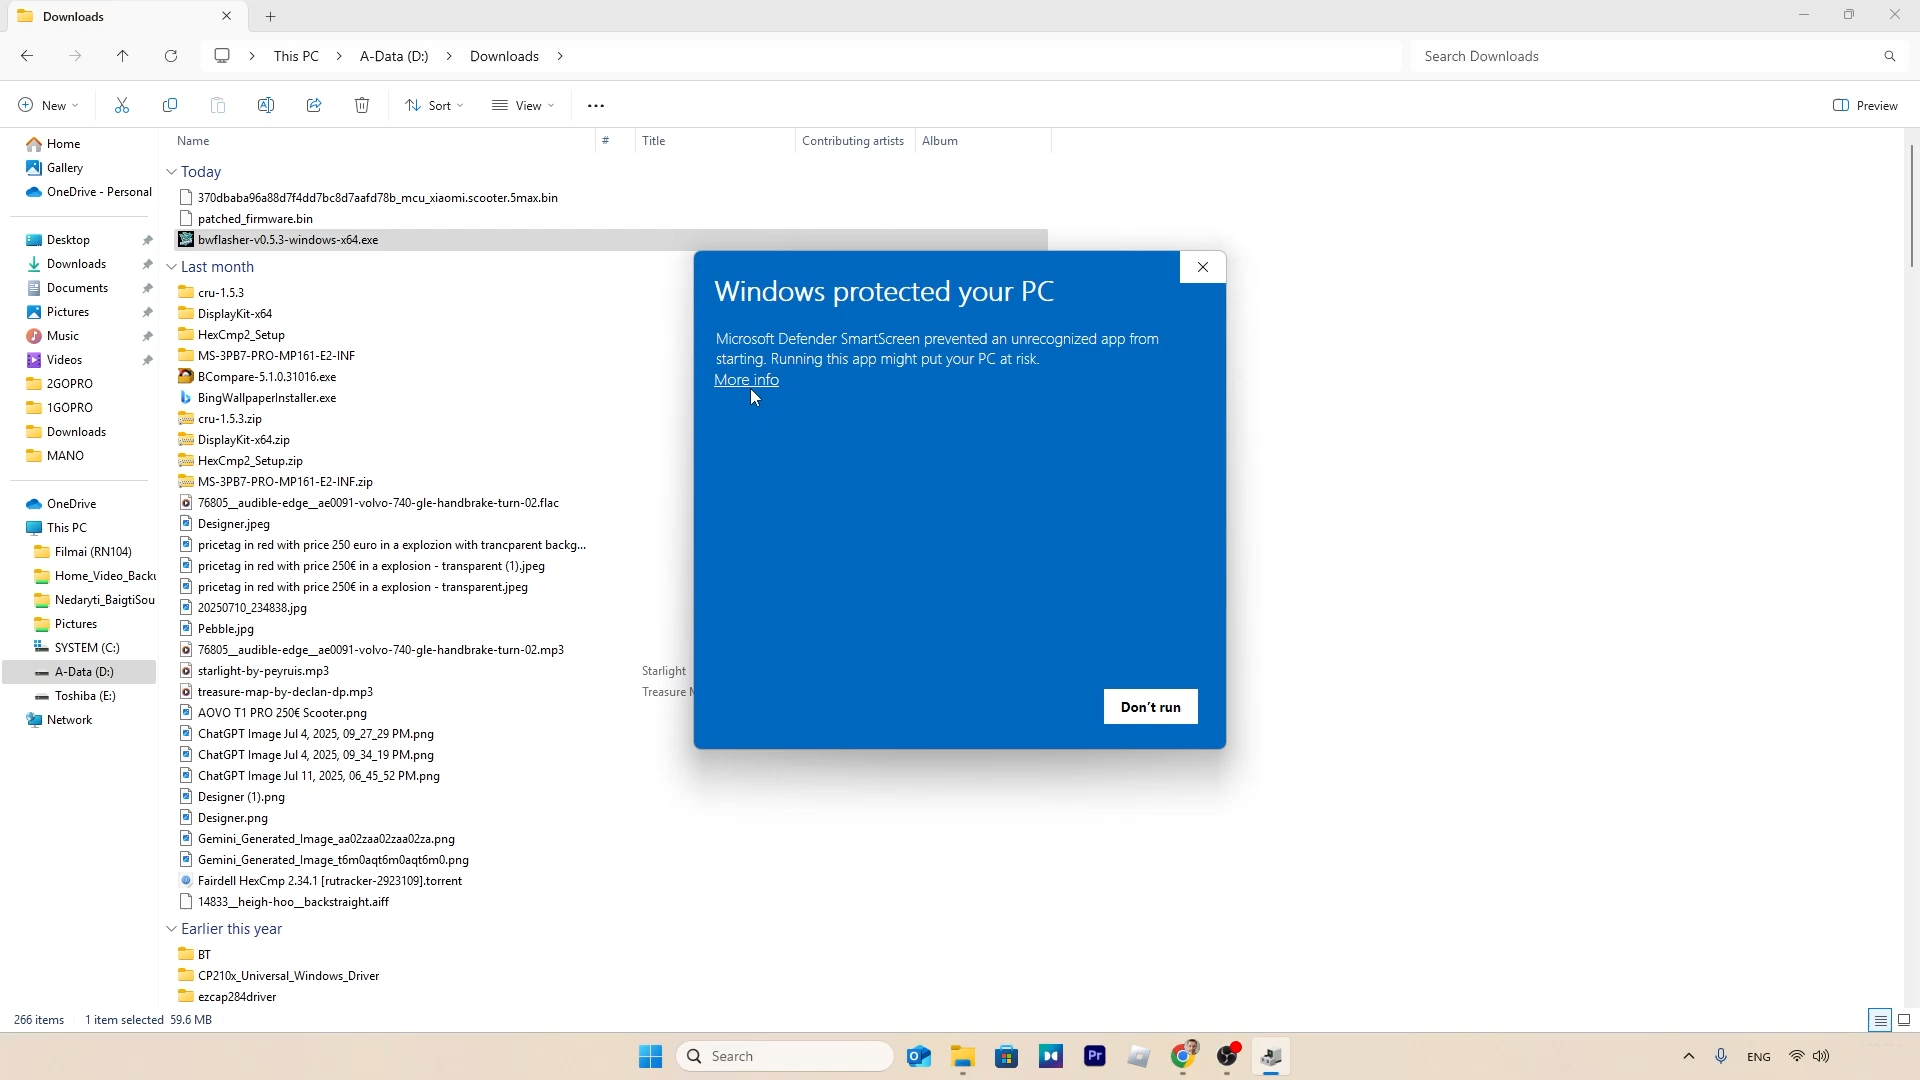 Downloads
This PC
A-Data (D:)
Downloads
Search Downloads
New
Sort
View
Preview
Home
Gallery
OneDrive - Personal
Desktop
Downloads
Documents
Pictures
Music
Videos
2GOPRO
1GOPRO
Downloads
MANO
OneDrive
This PC
Filmai (RN104)
Home_Video_Backu
Nedaryti_BaigtiSou
Pictures
SYSTEM (C:)
A-Data (D:)
Toshiba (E:)
Network
Name
#
Title
Contributing artists
Album
Today
370dbaba96a88d7f4dd7bc8d7aafd78b_mcu_xiaomi.scooter.5max.bin
patched_firmware.bin
bwflasher-v0.5.3-windows-x64.exe
Last month
cru-1.5.3
DisplayKit-x64
HexCmp2_Setup
MS-3PB7-PRO-MP161-E2-INF
BCompare-5.1.0.31016.exe
BingWallpaperInstaller.exe
cru-1.5.3.zip
DisplayKit-x64.zip
HexCmp2_Setup.zip
MS-3PB7-PRO-MP161-E2-INF.zip
76805__audible-edge__ae0091-volvo-740-gle-handbrake-turn-02.flac
Designer.jpeg
pricetag in red with price 250 euro in a explozion with trancparent backg...
pricetag in red with price 250€ in a explosion - transparent (1).jpeg
pricetag in red with price 250€ in a explosion - transparent.jpeg
20250710_234838.jpg
Pebble.jpg
76805__audible-edge__ae0091-volvo-740-gle-handbrake-turn-02.mp3
starlight-by-peyruis.mp3
Starlight
treasure-map-by-declan-dp.mp3
Treasure M
AOVO T1 PRO 250€ Scooter.png
ChatGPT Image Jul 4, 2025, 09_27_29 PM.png
ChatGPT Image Jul 4, 2025, 09_34_19 PM.png
ChatGPT Image Jul 11, 2025, 06_45_52 PM.png
Designer (1).png
Designer.png
Gemini_Generated_Image_aa02zaa02zaa02za.png
Gemini_Generated_Image_t6m0aqt6m0aqt6m0.png
Fairdell HexCmp 2.34.1 [rutracker-2923109].torrent
14833__heigh-hoo__backstraight.aiff
Earlier this year
BT
CP210x_Universal_Windows_Driver
ezcap284driver
Windows protected your PC
Microsoft Defender SmartScreen prevented an unrecognized app from
starting. Running this app might put your PC at risk.
More info
Don't run
266 items
1 item selected 59.6 MB
Search
Pr
ENG